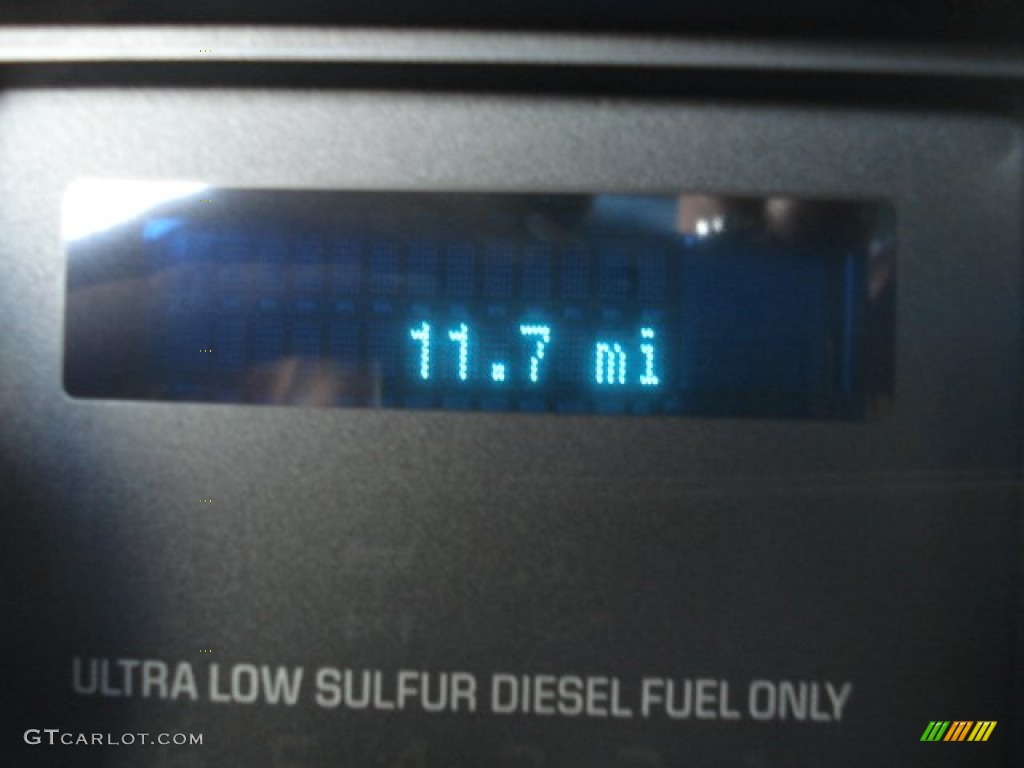 11.7 mi
ULTRA LOW SULFUR DIESEL FUEL ONLY
GTCARLOT.COM